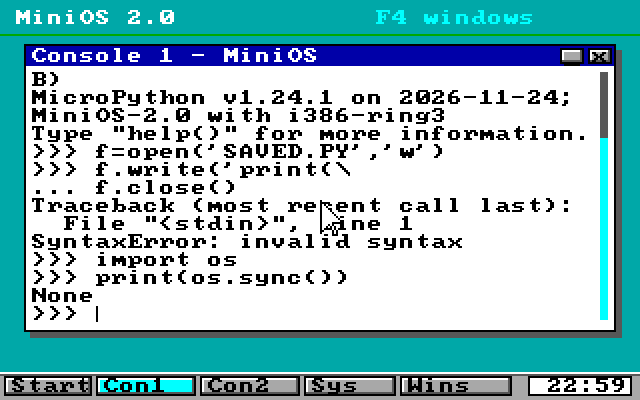 MiniOS 2.0 F4 windows
Console 1 - MiniOS
B)
MicroPython v1.24.1 on 2026-11-24;
MiniOS-2.0 with i386-ring3
Type "help()" for more information.
>>> f=open('SAVED.PY','w')
>>> f.write('print(\
... f.close()
Traceback (most recent call last):
  File "<stdin>", line 1
SyntaxError: invalid syntax
>>> import os
>>> print(os.sync())
None
>>>
Start Con1 Con2 Sys Wins 22:59